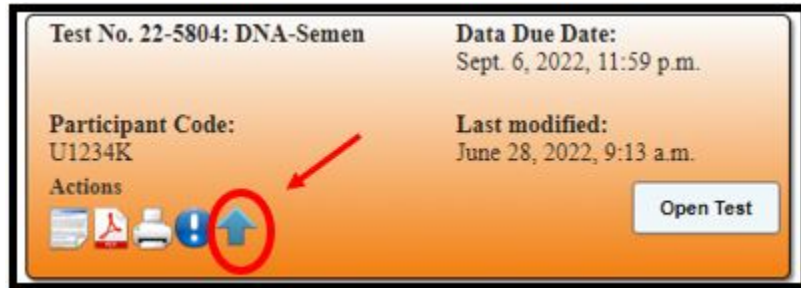 Test No. 22-5804: DNA-Semen
Data Due Date:
Sept. 6, 2022, 11:59 p.m.
Participant Code:
U1234K
Last modified:
June 28, 2022, 9:13 a.m.
Actions
Open Test